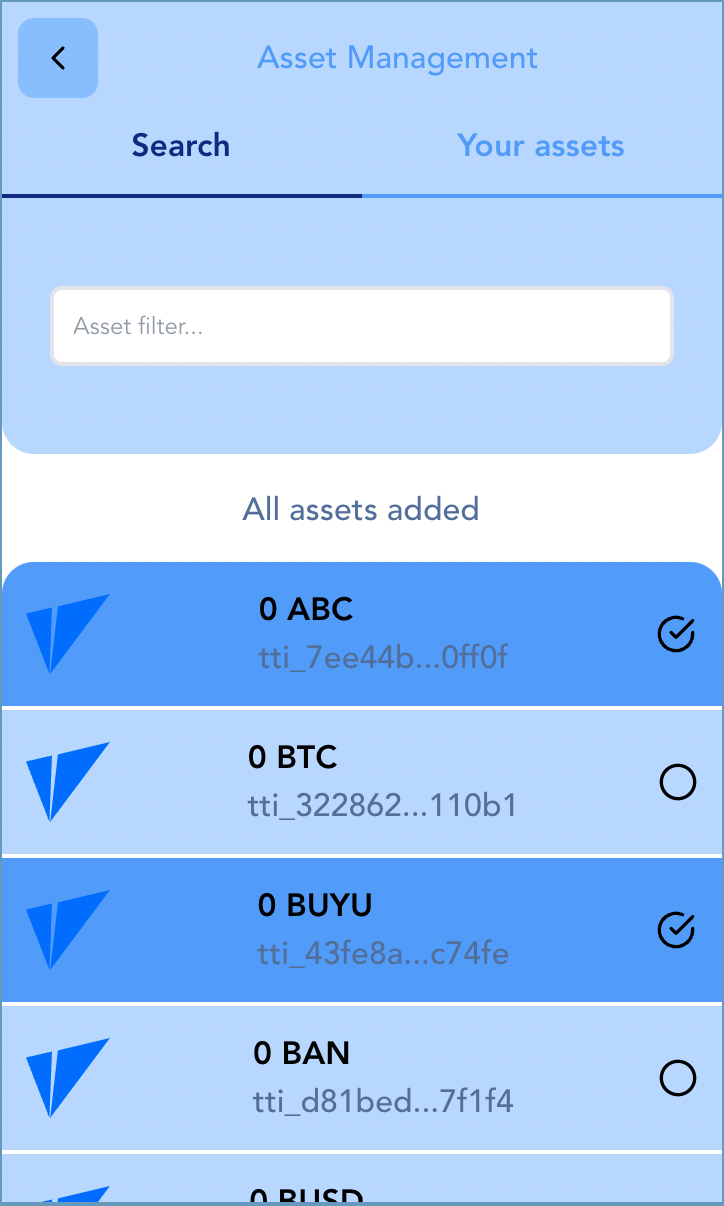 Asset Management
Search
Your assets
Asset filter...
All assets added
0 ABC
tti_7ee44b...0ff0f
0 BTC
tti_322862...110b1
0 BUYU
tti_43fe8a...c74fe
0 BAN
tti_d81bed...7f1f4
0 BUSD